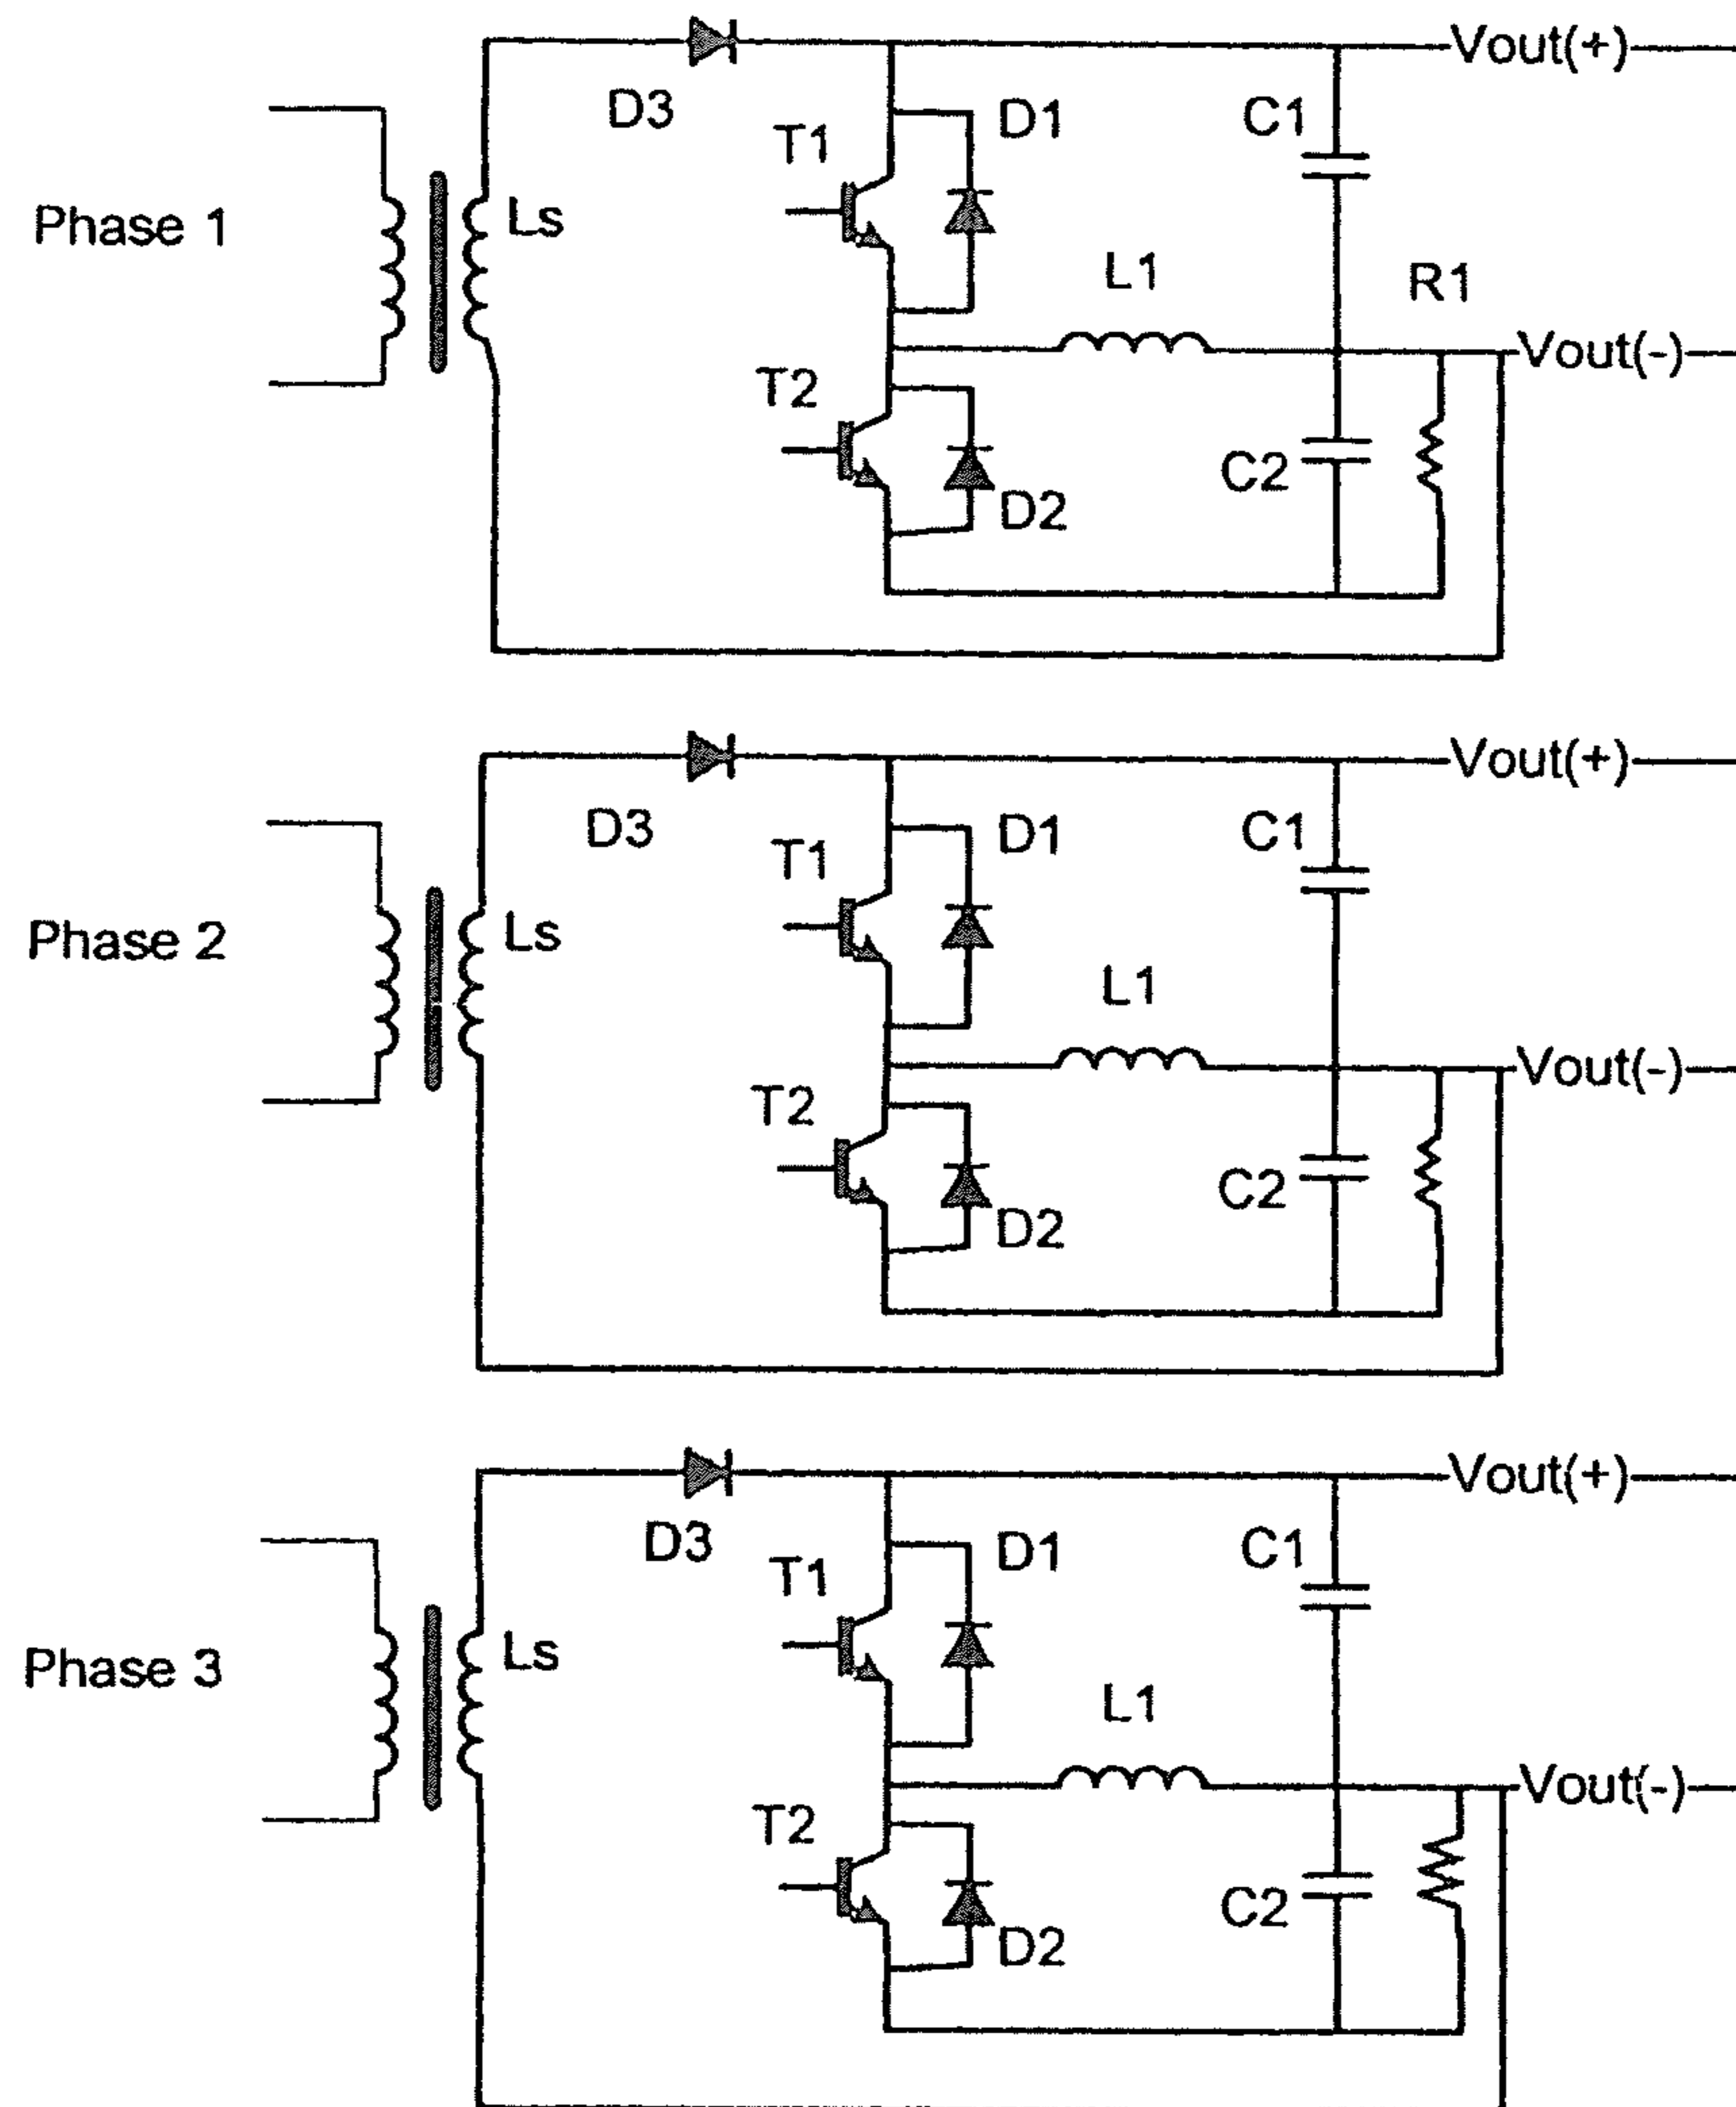 Vout(+)
D3
D1
C1
T1
Phase 1
Ls
L1
R1
Vout(-)
T2
C2
D2
Vout(+)
D3
D1
C1
T1
Phase 2
Ls
L1
Vout(-)
T2
C2
D2
Vout(+)
D3
D1
C1
T1
Phase 3
Ls
L1
Vout(-)
T2
C2
D2